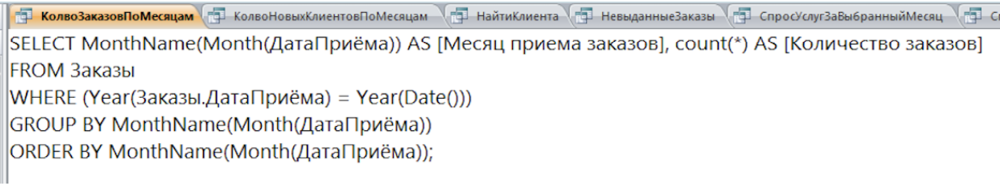 КолвоЗаказовПоМесяцам КолвоНовыхКлиентовПоМесяцам НайтиКлиента НевыданныеЗаказы СпросУслугЗаВыбранныйМесяц
SELECT MonthName(Month(ДатаПриёма)) AS [Месяц приема заказов], count(*) AS [Количество заказов]
FROM Заказы
WHERE (Year(Заказы.ДатаПриёма) = Year(Date()))
GROUP BY MonthName(Month(ДатаПриёма))
ORDER BY MonthName(Month(ДатаПриёма));